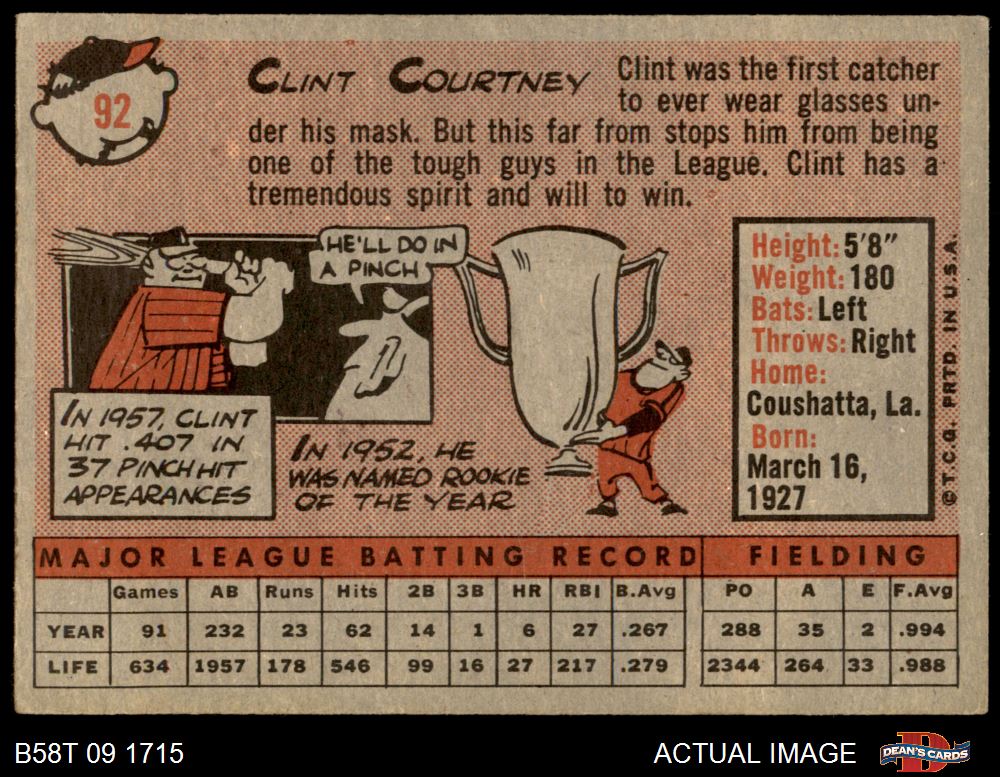 92
CLINT COURTNEY
Clint was the first catcher
to ever wear glasses un-
der his mask. But this far from stops him from being
one of the tough guys in the League. Clint has a
tremendous spirit and will to win.
HE'LL DO IN
A PINCH
IN 1957, CLINT
HIT .407 IN
37 PINCH HIT
APPEARANCES
IN 1952, HE
WAS NAMED ROOKIE
OF THE YEAR
Height: 5'8"
Weight: 180
Bats: Left
Throws: Right
Home:
Coushatta, La.
Born:
March 16,
1927
©T.C.G. PRTD. IN U.S.A.
MAJOR LEAGUE BATTING RECORD FIELDING
Games AB Runs Hits 2B 3B HR RBI B.Avg PO A E F.Avg
YEAR 91 232 23 62 14 1 6 27 .267 288 35 2 .994
LIFE 634 1957 178 546 99 16 27 217 .279 2344 264 33 .988
B58T 09 1715
ACTUAL IMAGE
D
DEAN'S CARDS